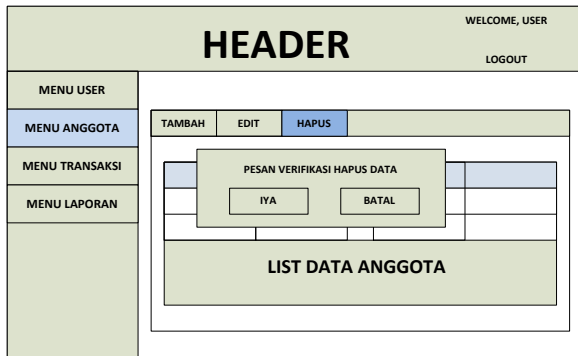 HEADER
WELCOME, USER
LOGOUT
MENU USER
MENU ANGGOTA
MENU TRANSAKSI
MENU LAPORAN
TAMBAH EDIT HAPUS
PESAN VERIFIKASI HAPUS DATA
IYA BATAL
LIST DATA ANGGOTA